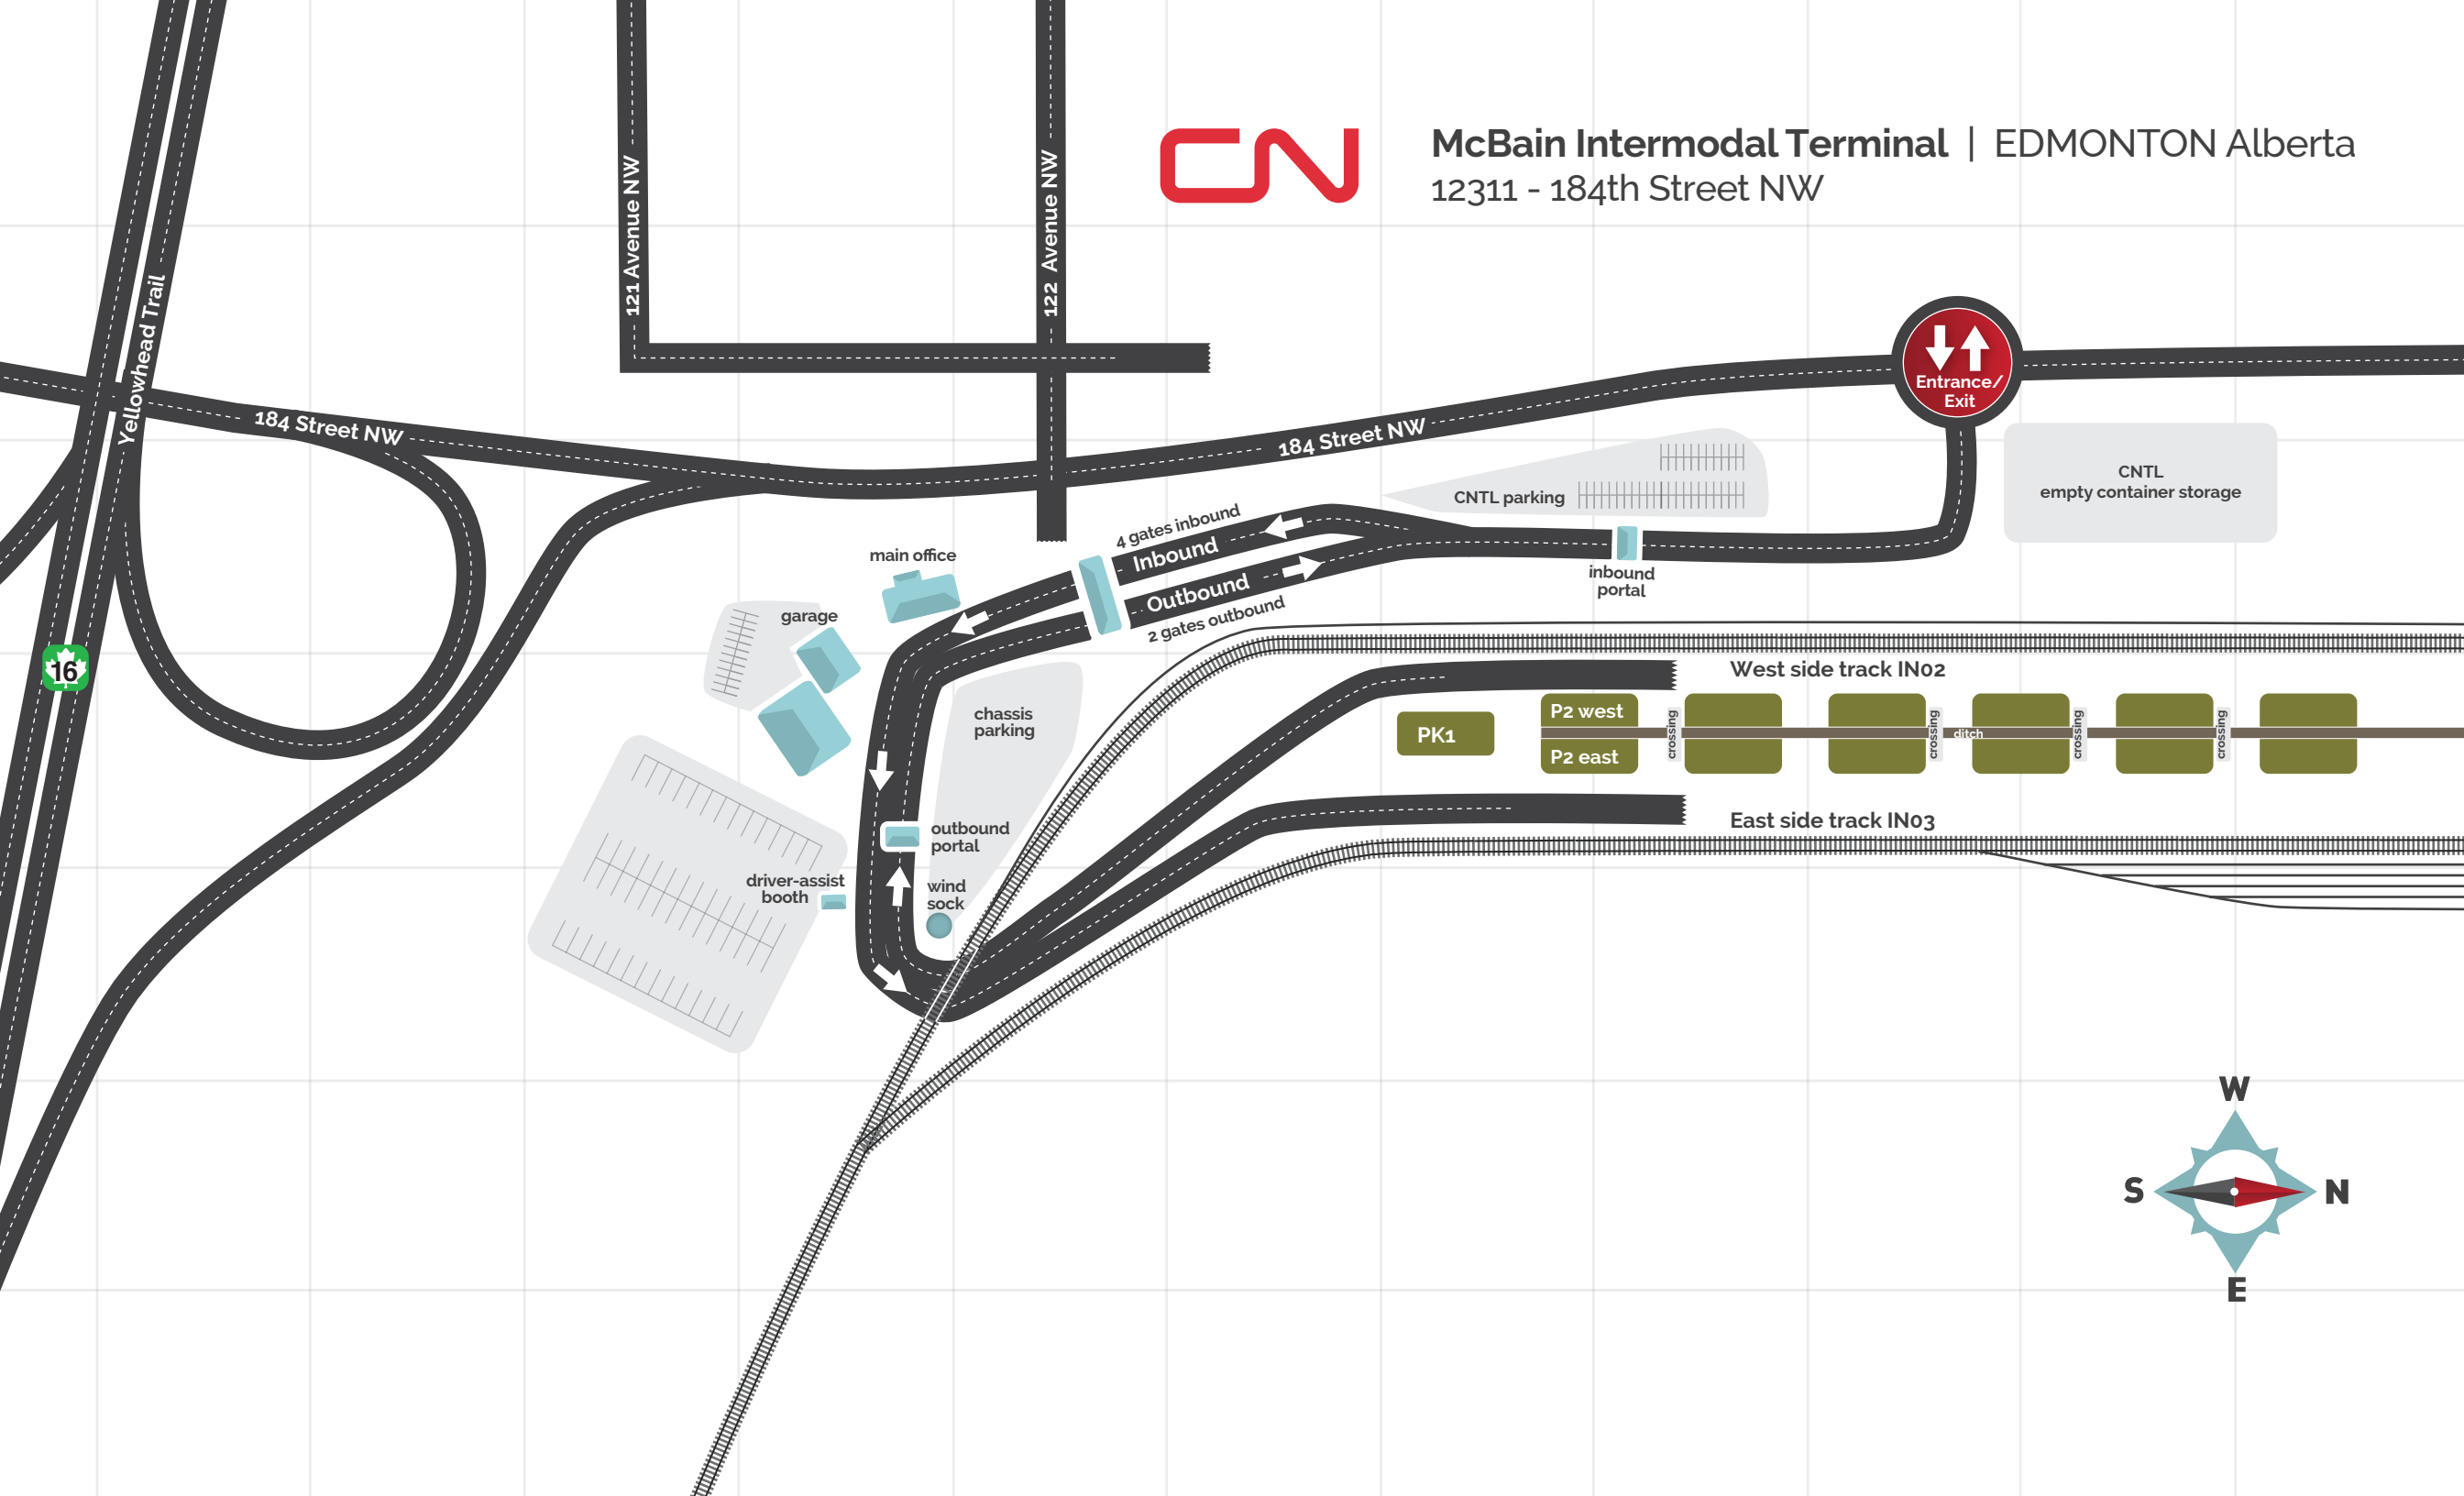 CN
McBain Intermodal Terminal | EDMONTON Alberta
12311 - 184th Street NW
121 Avenue NW
122 Avenue NW
Yellowhead Trail
184 Street NW
184 Street NW
Entrance/
Exit
CNTL
empty container storage
CNTL parking
4 gates inbound
Inbound
Outbound
2 gates outbound
inbound
portal
main office
garage
16
chassis
parking
West side track IN02
PK1
P2 west
P2 east
crossing
crossing
ditch
crossing
crossing
East side track IN03
outbound
portal
driver-assist
booth
wind
sock
W
S
N
E